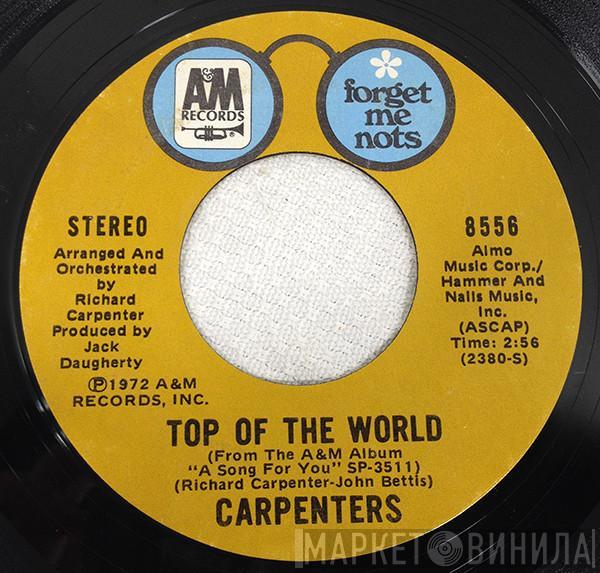 A&M
RECORDS
®
forget
me
nots
STEREO
Arranged And
Orchestrated
by
Richard
Carpenter
Produced by
Jack
Daugherty
Ⓟ1972 A&M
RECORDS, INC.
8556
Almo
Music Corp./
Hammer And
Nails Music,
Inc.
(ASCAP)
Time: 2:56
(2380-S)
TOP OF THE WORLD
(From The A&M Album
"A Song For You" SP-3511)
(Richard Carpenter-John Bettis)
CARPENTERS
МАРКЕТ ВИНИЛА